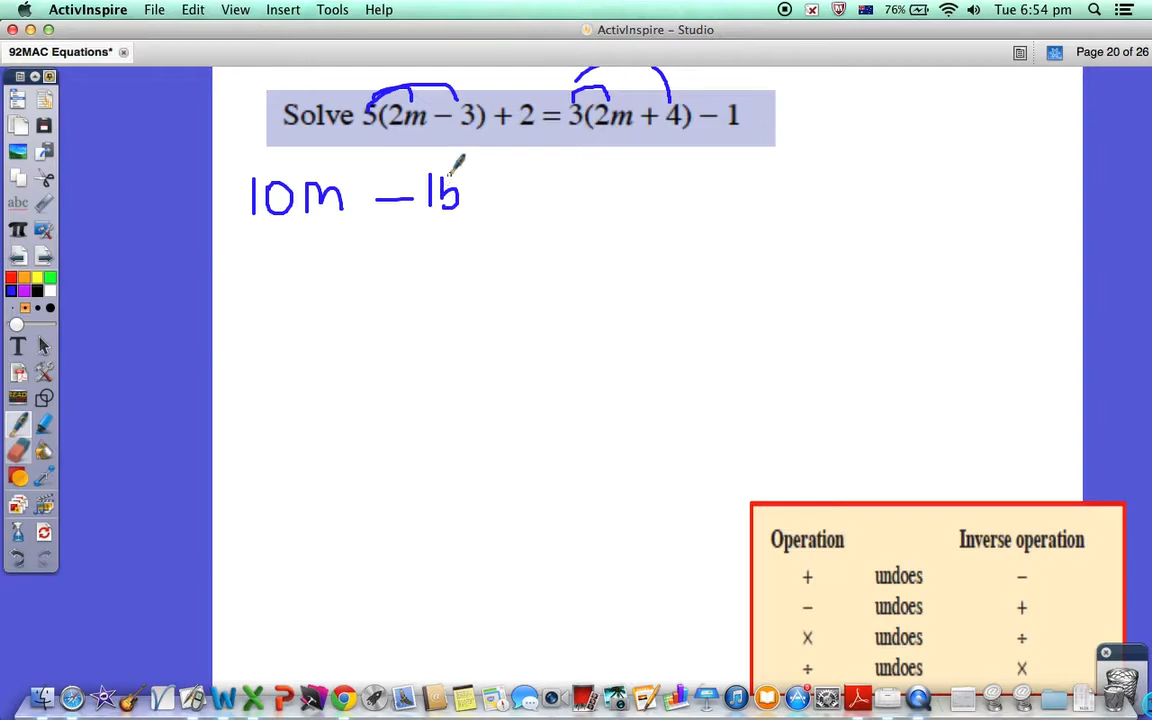 ActivInspire File Edit View Insert Tools Help 76% Tue 6:54 pm
ActivInspire – Studio
92MAC Equations* Page 20 of 26
Solve 5(2m − 3) + 2 = 3(2m + 4) − 1
10m − 15
abc
T
Operation Inverse operation
+ undoes −
− undoes +
× undoes ÷
÷ undoes ×